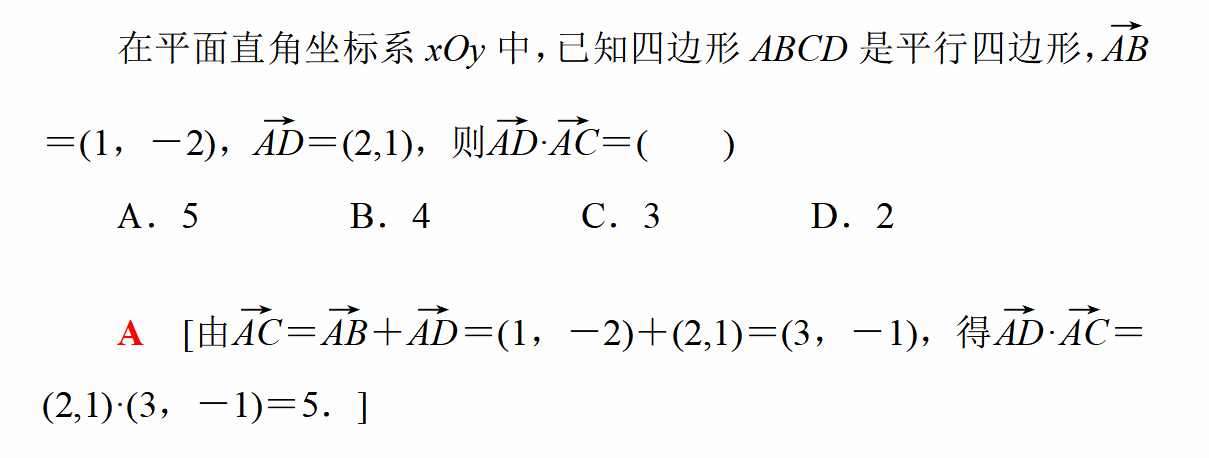 在平面直角坐标系 xOy 中，已知四边形 ABCD 是平行四边形，$\overrightarrow{AB}$
＝(1，－2)，$\overrightarrow{AD}$＝(2,1)，则$\overrightarrow{AD}$·$\overrightarrow{AC}$＝(　　)
A．5　　B．4　　C．3　　D．2
A　[由$\overrightarrow{AC}$＝$\overrightarrow{AB}$＋$\overrightarrow{AD}$＝(1，－2)＋(2,1)＝(3，－1)，得$\overrightarrow{AD}$·$\overrightarrow{AC}$＝
(2,1)·(3，－1)＝5．]